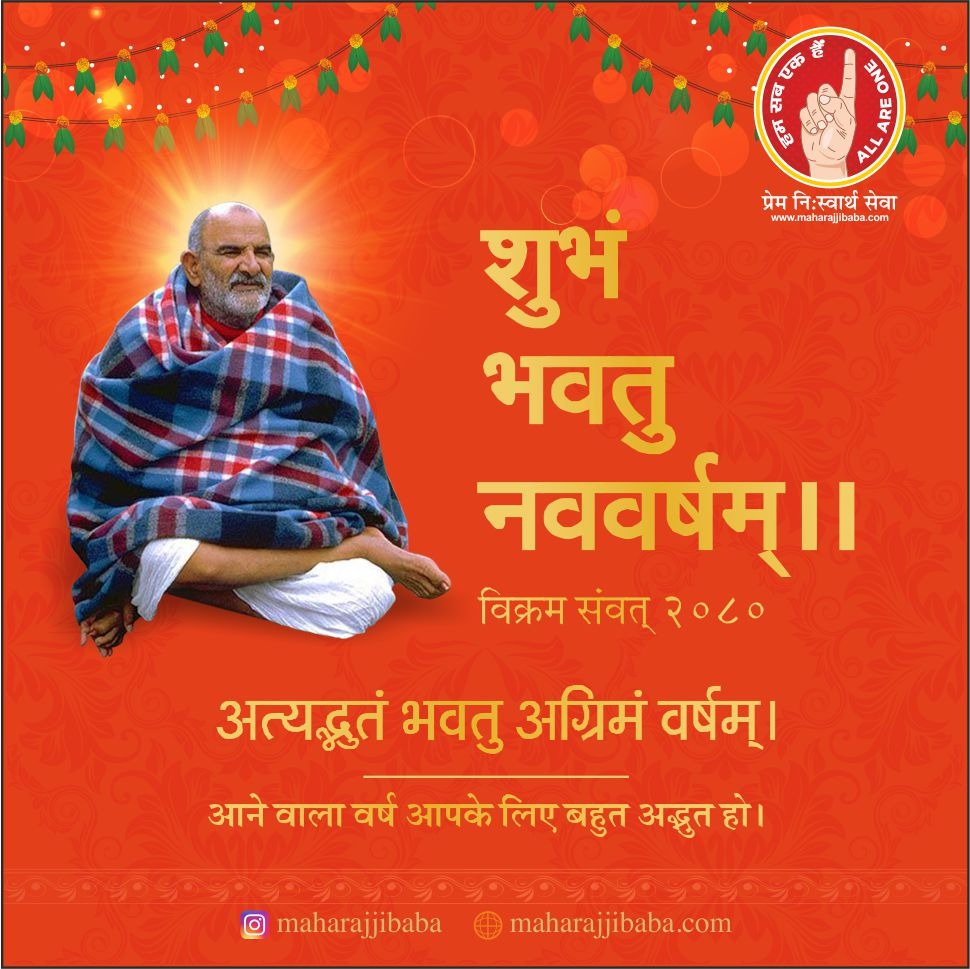 हम सब एक हैं
ALL ARE ONE
प्रेम निःस्वार्थ सेवा
www.maharajjibaba.com
शुभं
भवतु
नववर्षम्।।
विक्रम संवत् २०८०
अत्यद्भुतं भवतु अग्रिमं वर्षम्।
आने वाला वर्ष आपके लिए बहुत अद्भुत हो।
maharajjibaba maharajjibaba.com